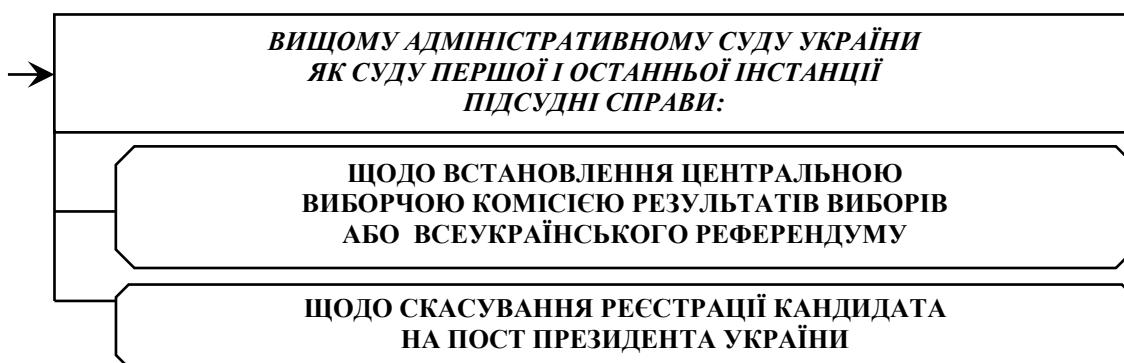 ВИЩОМУ АДМІНІСТРАТИВНОМУ СУДУ УКРАЇНИ
ЯК СУДУ ПЕРШОЇ І ОСТАННЬОЇ ІНСТАНЦІЇ
ПІДСУДНІ СПРАВИ:
ЩОДО ВСТАНОВЛЕННЯ ЦЕНТРАЛЬНОЮ
ВИБОРЧОЮ КОМІСІЄЮ РЕЗУЛЬТАТІВ ВИБОРІВ
АБО ВСЕУКРАЇНСЬКОГО РЕФЕРЕНДУМУ
ЩОДО СКАСУВАННЯ РЕЄСТРАЦІЇ КАНДИДАТА
НА ПОСТ ПРЕЗИДЕНТА УКРАЇНИ